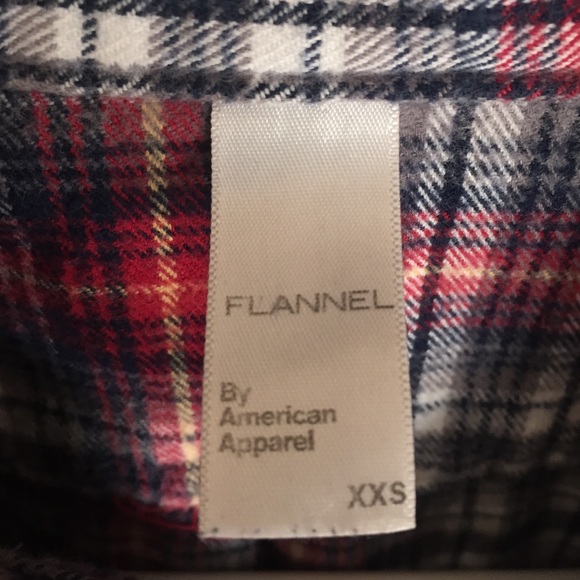 FLANNEL
By
American
Apparel
XXS